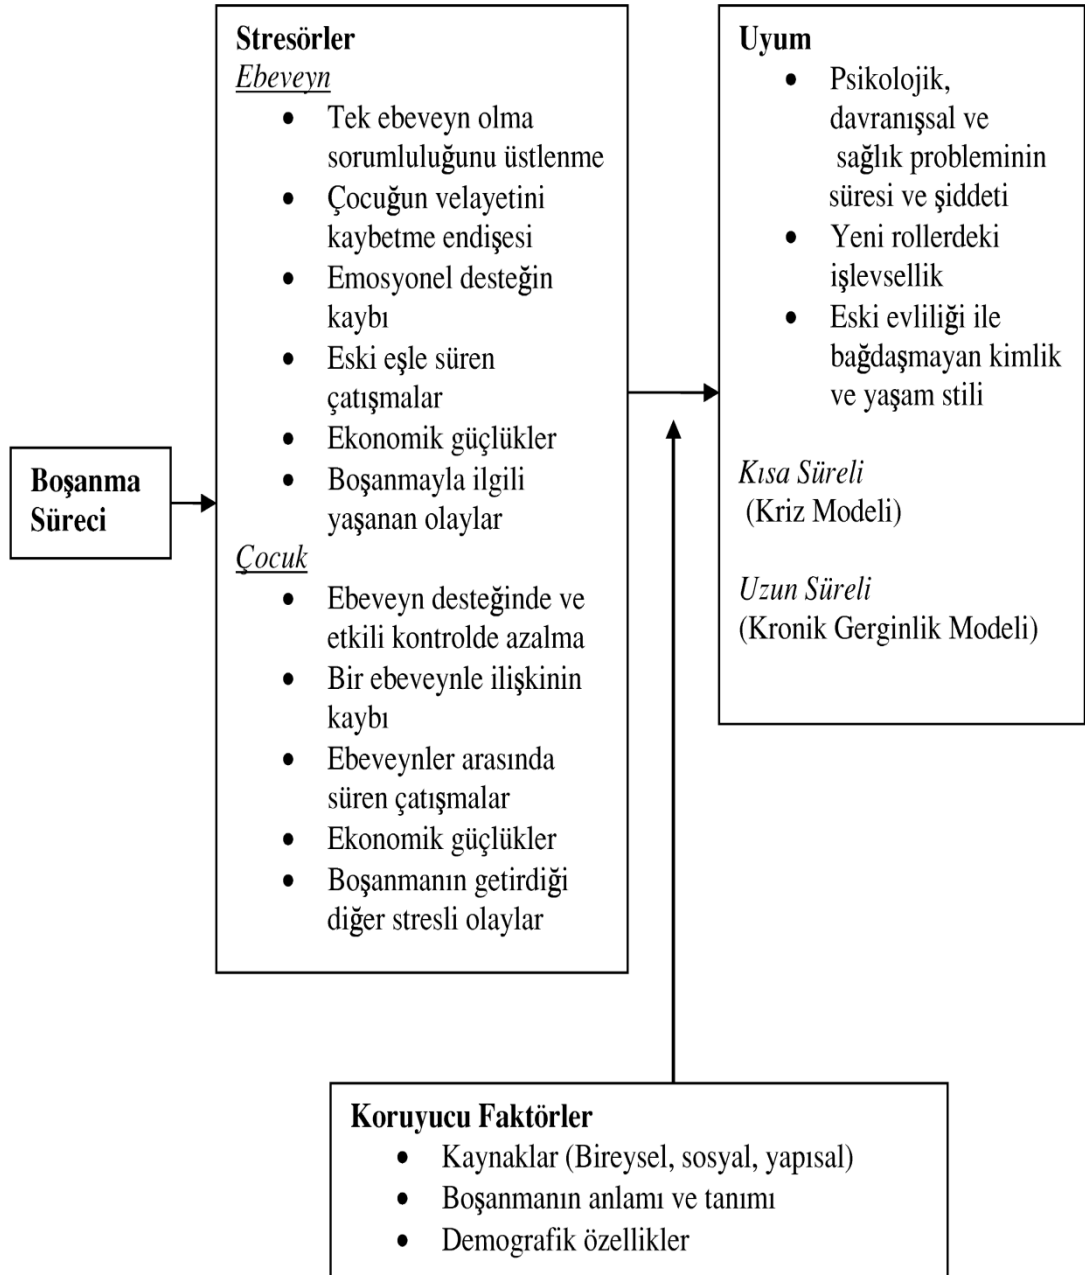 Boşanma
Süreci
Stresörler
Ebeveyn
• Tek ebeveyn olma
sorumluluğunu üstlenme
• Çocuğun velayetini
kaybetme endişesi
• Emosyonel desteğin
kaybı
• Eski eşle süren
çatışmalar
• Ekonomik güçlükler
• Boşanmayla ilgili
yaşanan olaylar
Çocuk
• Ebeveyn desteğinde ve
etkili kontrolde azalma
• Bir ebeveynle ilişkinin
kaybı
• Ebeveynler arasında
süren çatışmalar
• Ekonomik güçlükler
• Boşanmanın getirdiği
diğer stresli olaylar
Uyum
• Psikolojik,
davranışsal ve
sağlık probleminin
süresi ve şiddeti
• Yeni rollerdeki
işlevsellik
• Eski evliliği ile
bağdaşmayan kimlik
ve yaşam stili
Kısa Süreli
(Kriz Modeli)
Uzun Süreli
(Kronik Gerginlik Modeli)
Koruyucu Faktörler
• Kaynaklar (Bireysel, sosyal, yapısal)
• Boşanmanın anlamı ve tanımı
• Demografik özellikler